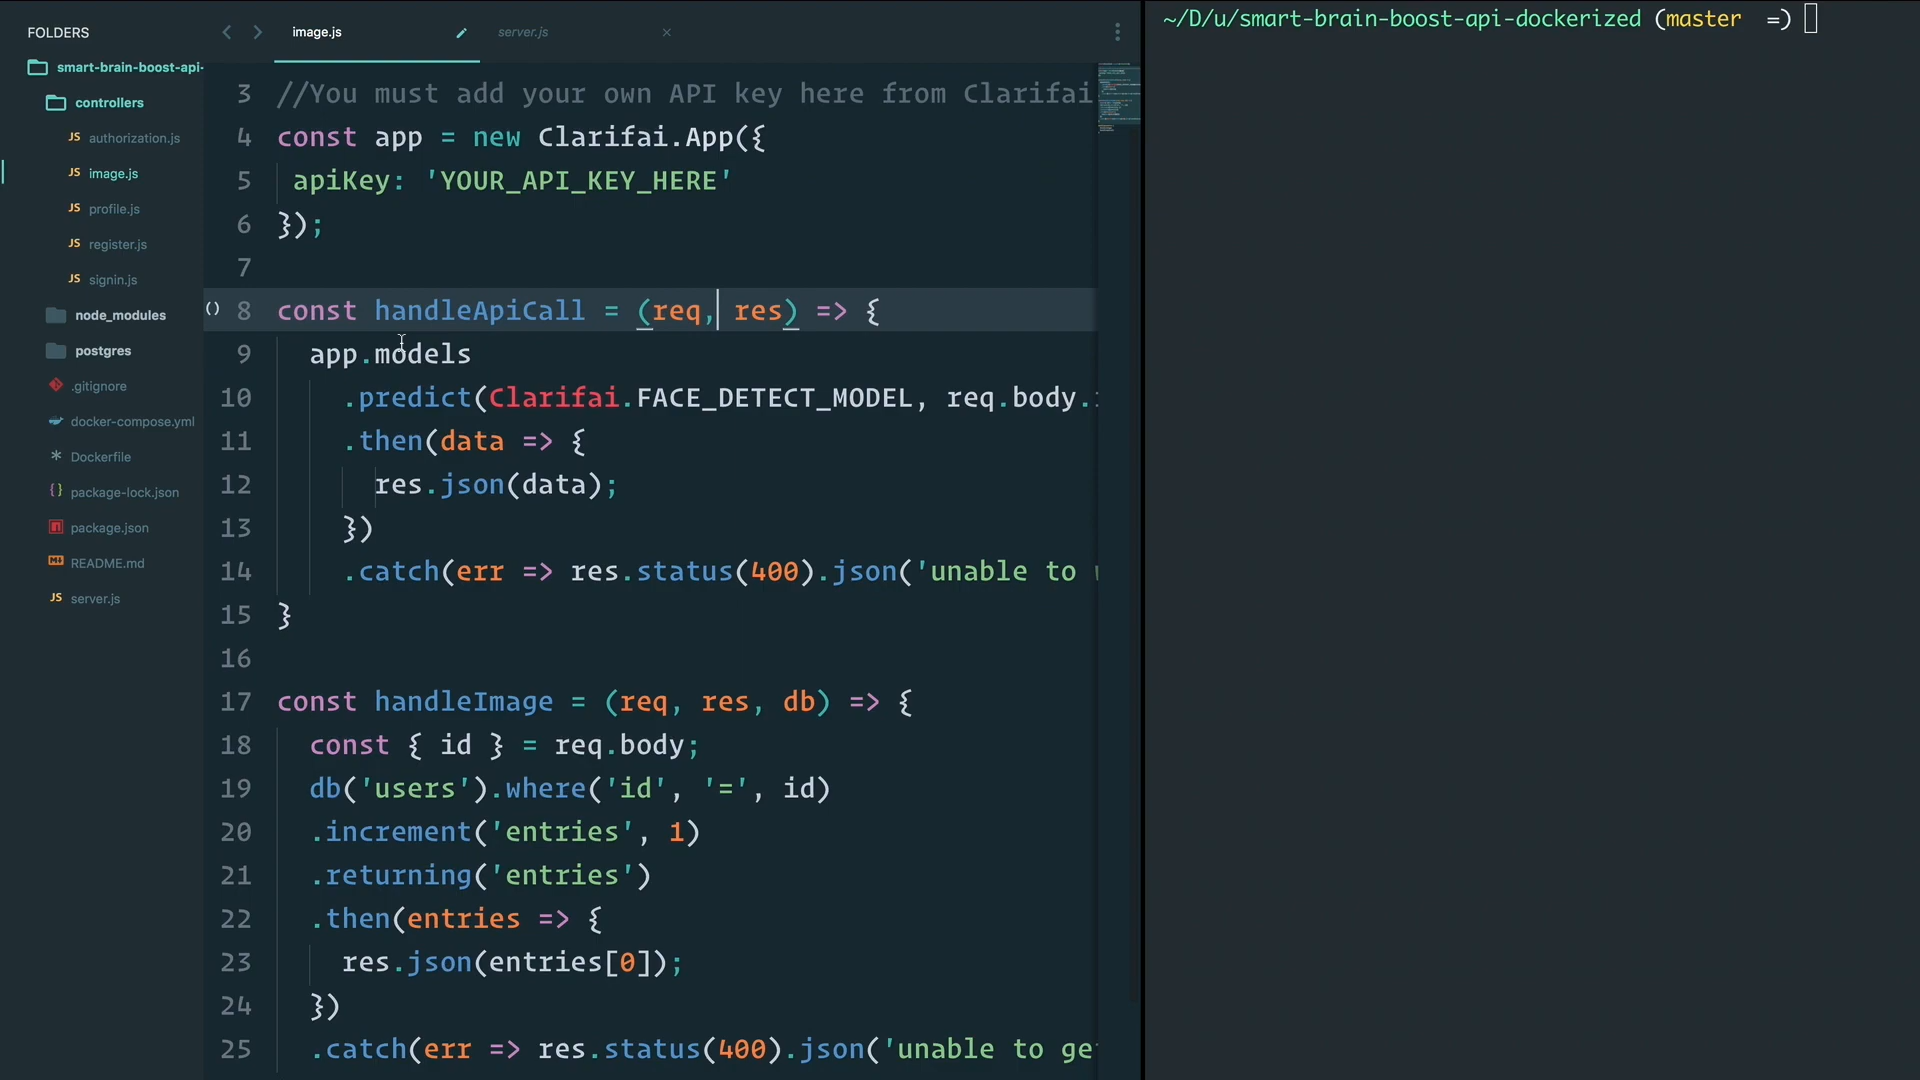 FOLDERS
smart-brain-boost-api-
controllers
JS authorization.js
JS image.js
JS profile.js
JS register.js
JS signin.js
node_modules
postgres
.gitignore
docker-compose.yml
* Dockerfile
{} package-lock.json
package.json
README.md
JS server.js
image.js
server.js
3 //You must add your own API key here from Clarifai
4 const app = new Clarifai.App({
5 apiKey: 'YOUR_API_KEY_HERE'
6 });
7
() 8 const handleApiCall = (req, res) => {
9 app.models
10 .predict(Clarifai.FACE_DETECT_MODEL, req.body.
11 .then(data => {
12 res.json(data);
13 })
14 .catch(err => res.status(400).json('unable to
15 }
16
17 const handleImage = (req, res, db) => {
18 const { id } = req.body;
19 db('users').where('id', '=', id)
20 .increment('entries', 1)
21 .returning('entries')
22 .then(entries => {
23 res.json(entries[0]);
24 })
25 .catch(err => res.status(400).json('unable to ge
~/D/u/smart-brain-boost-api-dockerized (master =)